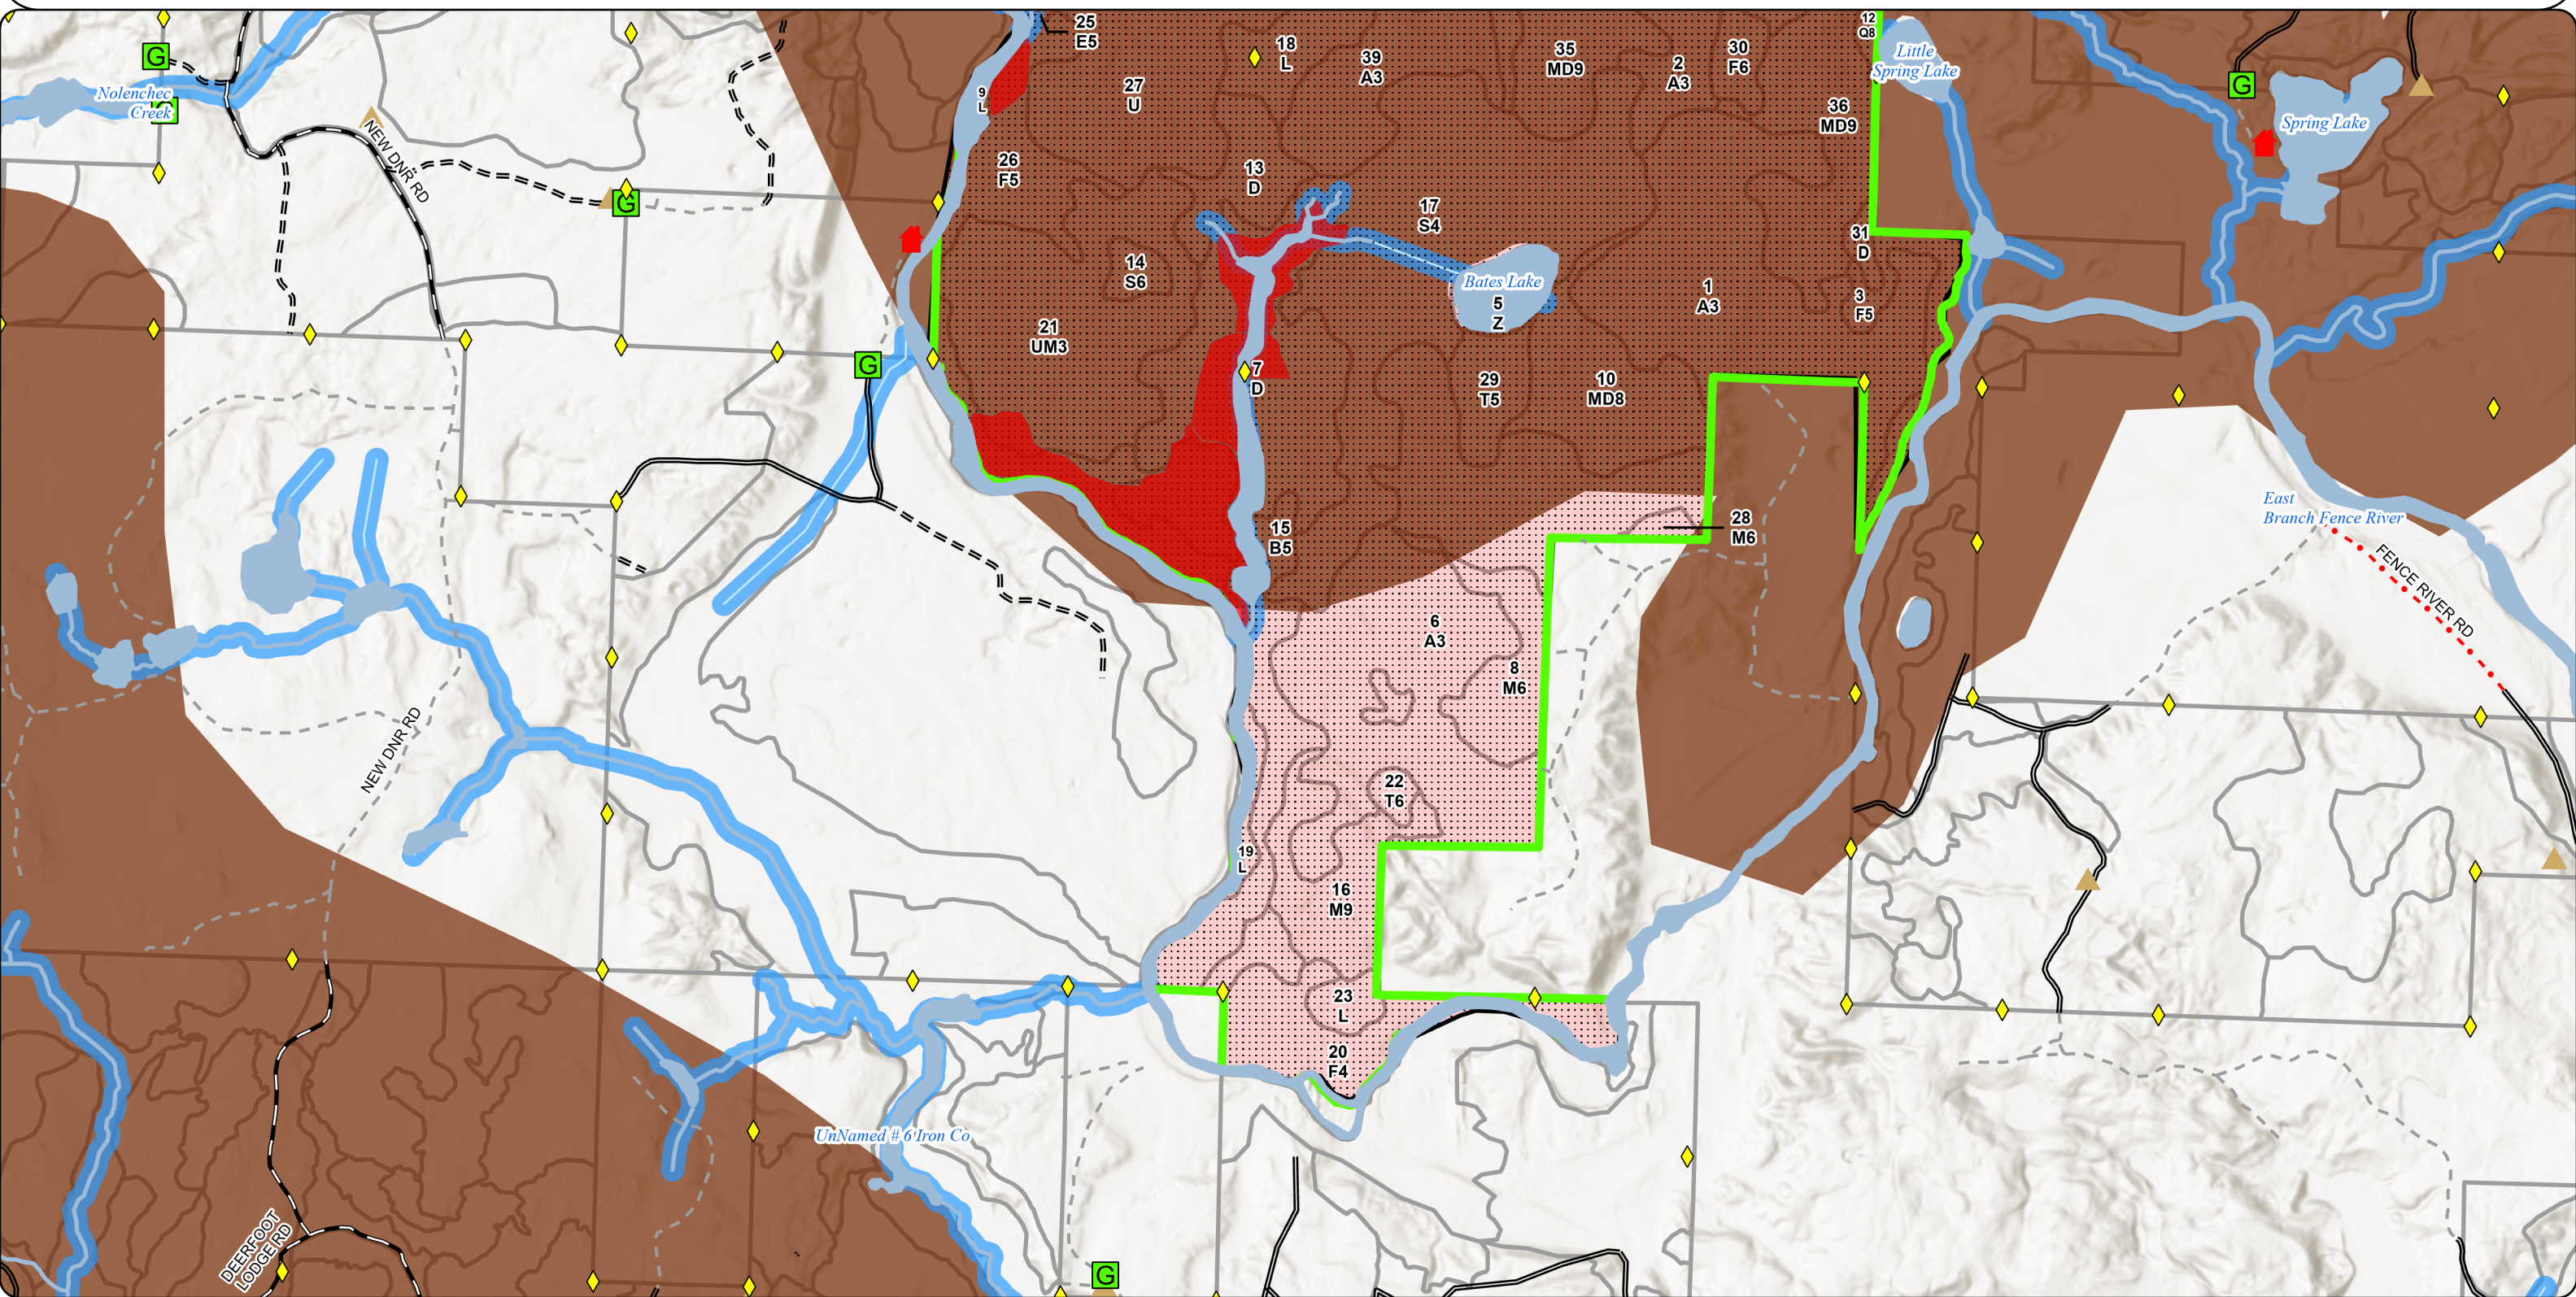 25
E5
18
L
39
A3
35
MD9
2
A3
30
F6
12
Q8
Little
Spring Lake
G
G
Nolenchec
Creek
G
9
L
27
U
36
MD9
Spring Lake
NEW DNR RD
26
F5
13
D
17
S4
G
31
D
14
S6
Bates Lake
5
Z
1
A3
3
F5
21
UM3
G
7
D
29
T5
10
MD8
28
M6
15
B5
East
Branch Fence River
FENCE RIVER RD
6
A3
8
M6
NEW DNR RD
22
T6
19
L
16
M9
23
L
20
F4
UnNamed # 6 Iron Co
DEERFOOT
LODGE RD
G